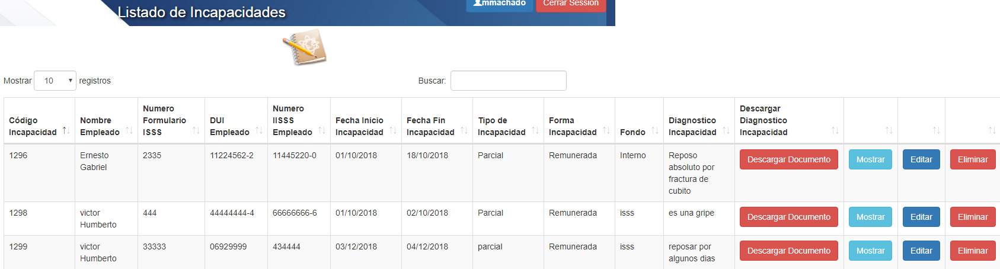 Listado de Incapacidades
mmachado Cerrar Session
Mostrar 10 registros Buscar:
Código Incapacidad
Nombre Empleado
Numero Formulario ISSS
DUI Empleado
Numero IISSS Empleado
Fecha Inicio Incapacidad
Fecha Fin Incapacidad
Tipo de Incapacidad
Forma Incapacidad
Fondo
Diagnostico Incapacidad
Descargar Diagnostico Incapacidad
1296 Ernesto Gabriel 2335 11224562-2 11445220-0 01/10/2018 18/10/2018 Parcial Remunerada Interno Reposo absoluto por fractura de cubito Descargar Documento Mostrar Editar Eliminar
1298 victor Humberto 444 44444444-4 66666666-6 01/10/2018 02/10/2018 Parcial Remunerada isss es una gripe Descargar Documento Mostrar Editar Eliminar
1299 victor Humberto 33333 06929999 434444 03/12/2018 04/12/2018 parcial Remunerada isss reposar por algunos dias Descargar Documento Mostrar Editar Eliminar